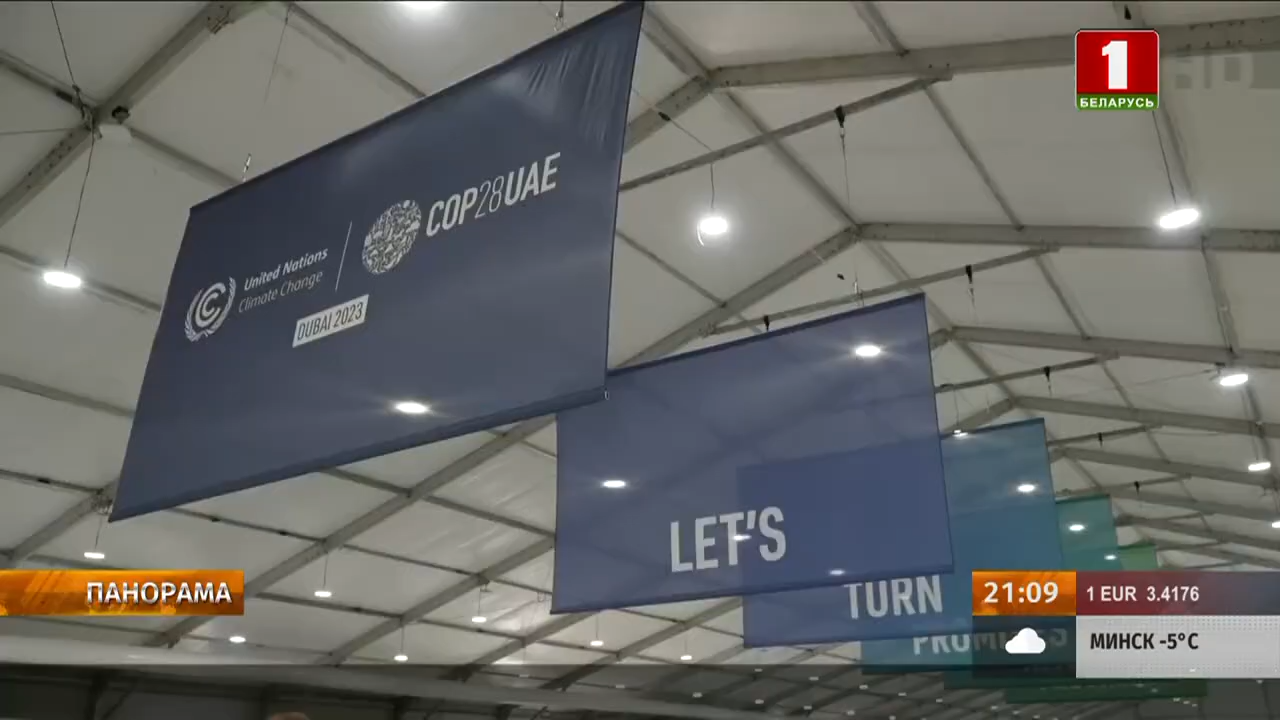 1
БЕЛАРУСЬ
HD
United Nations
Climate Change
COP28UAE
DUBAI 2023
LET'S
TURN
ПАНОРАМА
21:09
1 EUR 3.4176
МИНСК -5°C